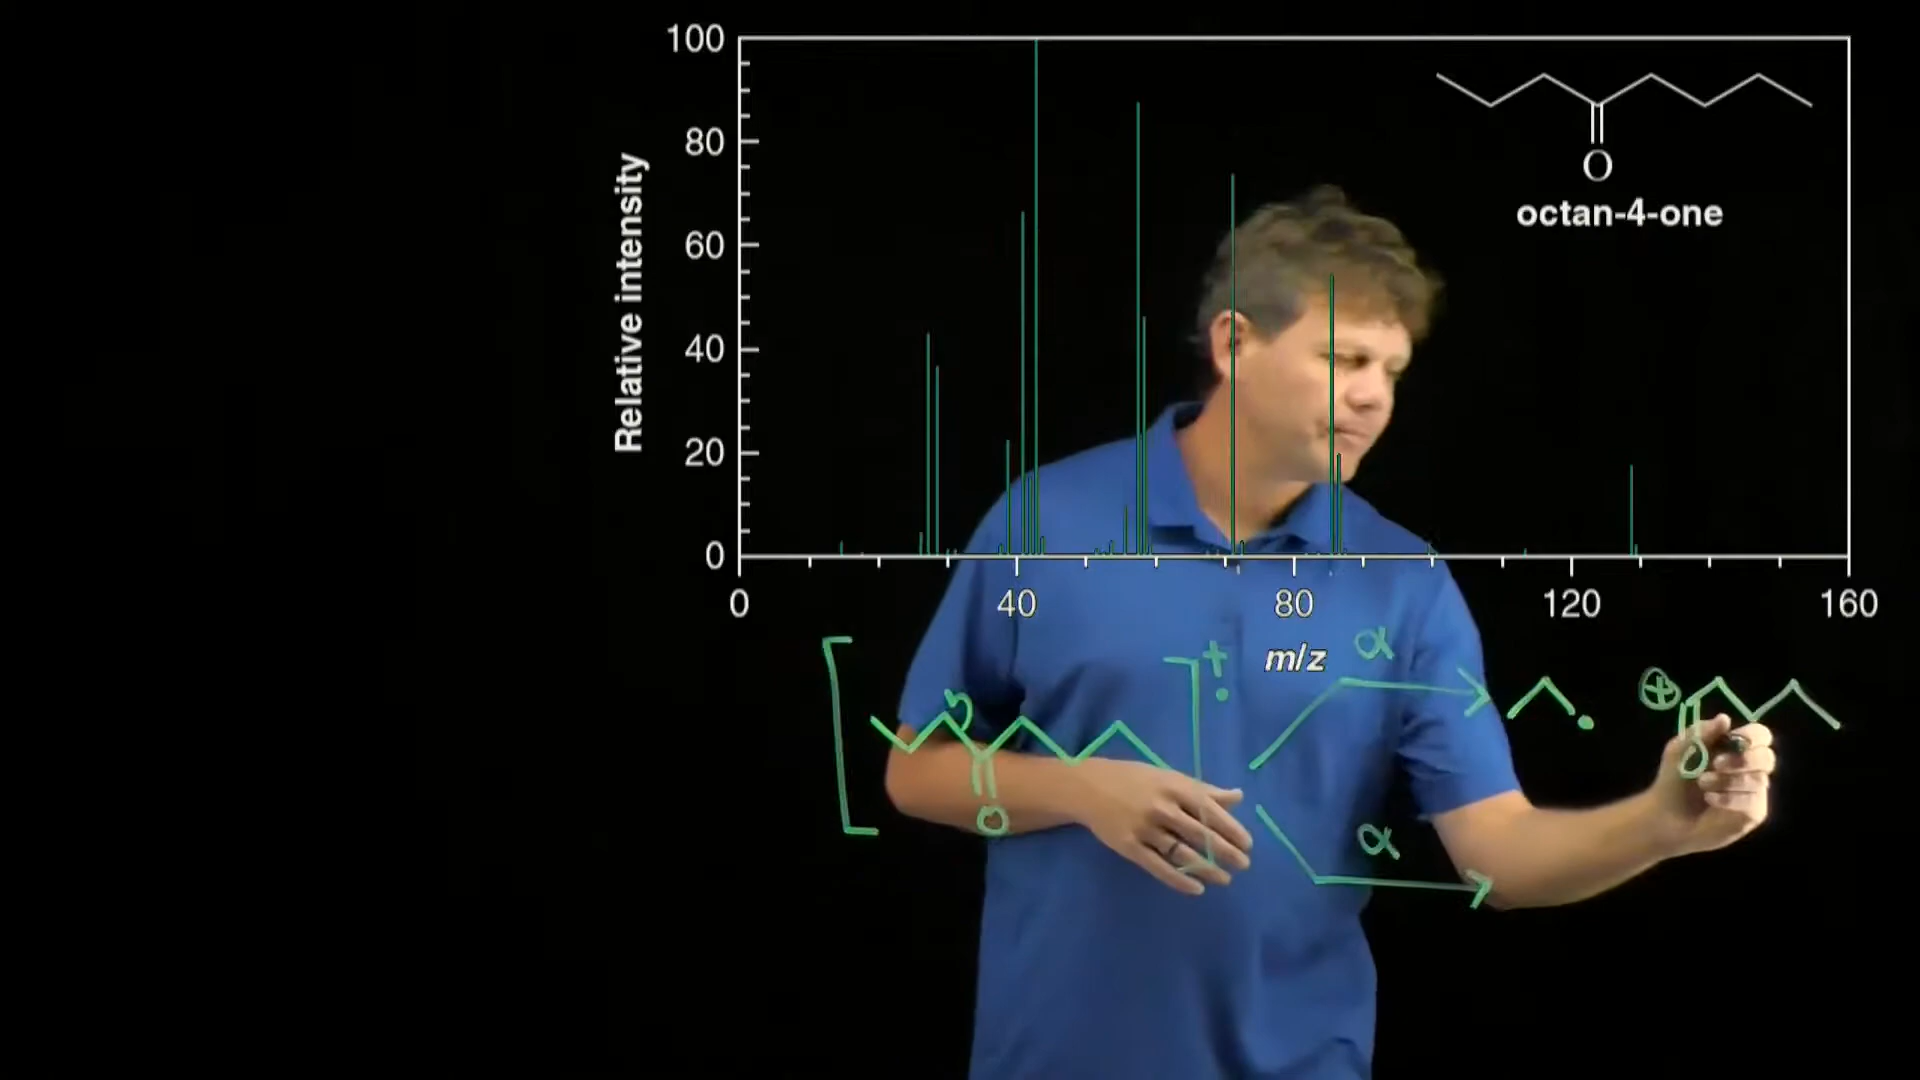 100
80
60
40
20
0
Relative intensity
O
octan-4-one
0 40 80 120 160
m/z
α
O
+
•
+
O
α